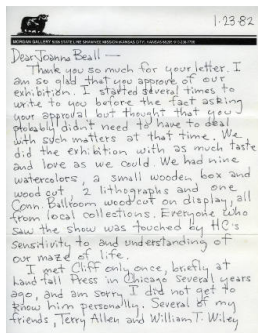 1-23-82
MORGAN GALLERY
Dear Joanna Beall —
Thank you so much for your letter. I
am so glad that you approve of our
exhibition. I started several times to
write to you before the fact asking
your approval but thought that you
probably didn't need to have to deal
with such matters at that time. We
did the exhibition with as much taste
and love as we could. We had nine
watercolors, a small wooden box and
wood cut, 2 lithographs and one
Conn. Ballroom woodcut on display, all
from local collections. Everyone who
saw the show was touched by HC's
sensitivity to and understanding of
our maze of life.
I met Cliff only once, briefly at
Landfall Press in Chicago several years
ago, and am sorry I did not get to
know him personally. Several of my
friends, Terry Allen and William T. Wiley